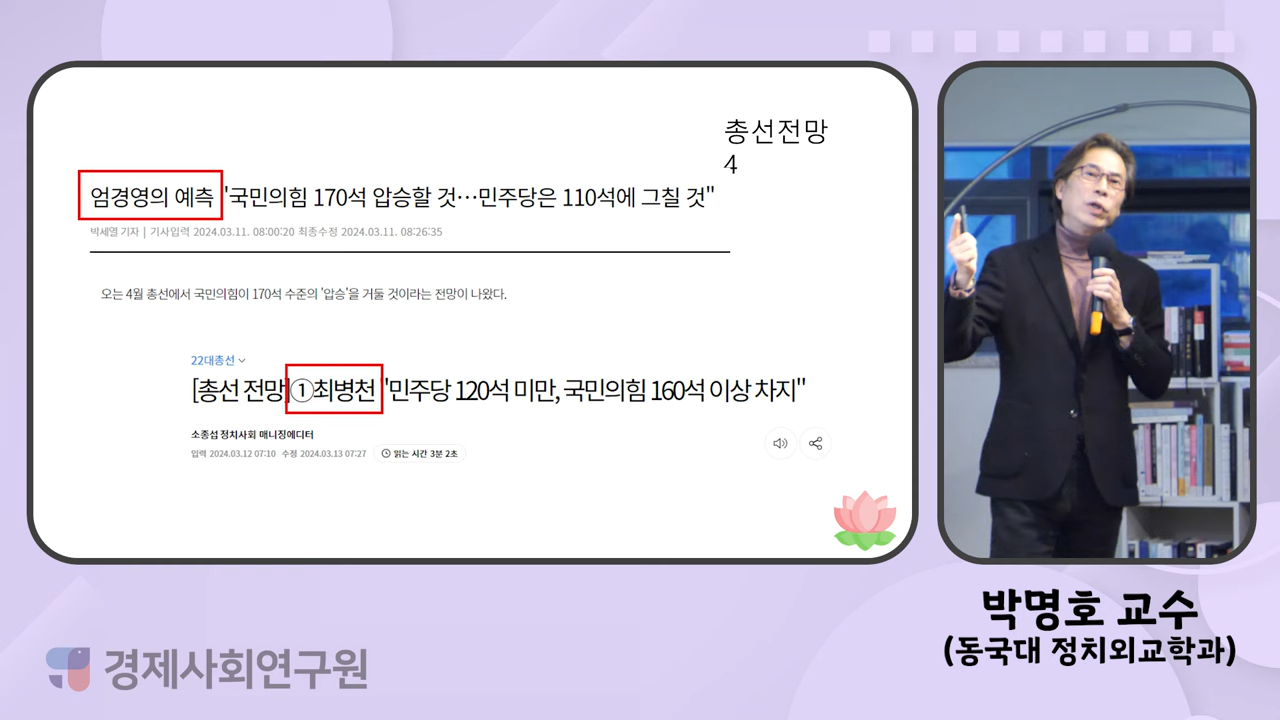 총선전망
4
엄경영의 예측 "국민의힘 170석 압승할 것…민주당은 110석에 그칠 것"
박세열 기자 | 기사입력 2024.03.11. 08:00:20 최종수정 2024.03.11. 08:26:35
오는 4월 총선에서 국민의힘이 170석 수준의 '압승'을 거둘 것이라는 전망이 나왔다.
22대총선
[총선 전망]①최병천 "민주당 120석 미만, 국민의힘 160석 이상 차지"
소종섭 정치사회 매니징에디터
입력 2024.03.12 07:10 수정 2024.03.13 07:27 읽는 시간 3분 2초
박명호 교수
(동국대 정치외교학과)
경제사회연구원